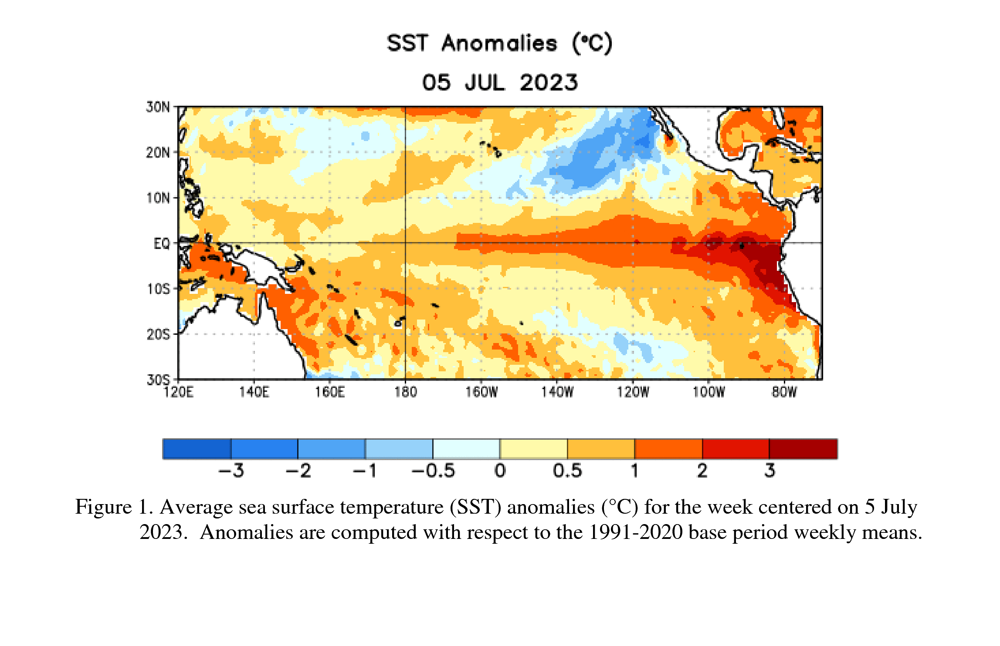 SST Anomalies (°C)
05 JUL 2023
30N
20N
10N
EQ
10S
20S
30S
120E 140E 160E 180 160W 140W 120W 100W 80W
−3 −2 −1 −0.5 0 0.5 1 2 3
Figure 1. Average sea surface temperature (SST) anomalies (°C) for the week centered on 5 July
2023.  Anomalies are computed with respect to the 1991-2020 base period weekly means.